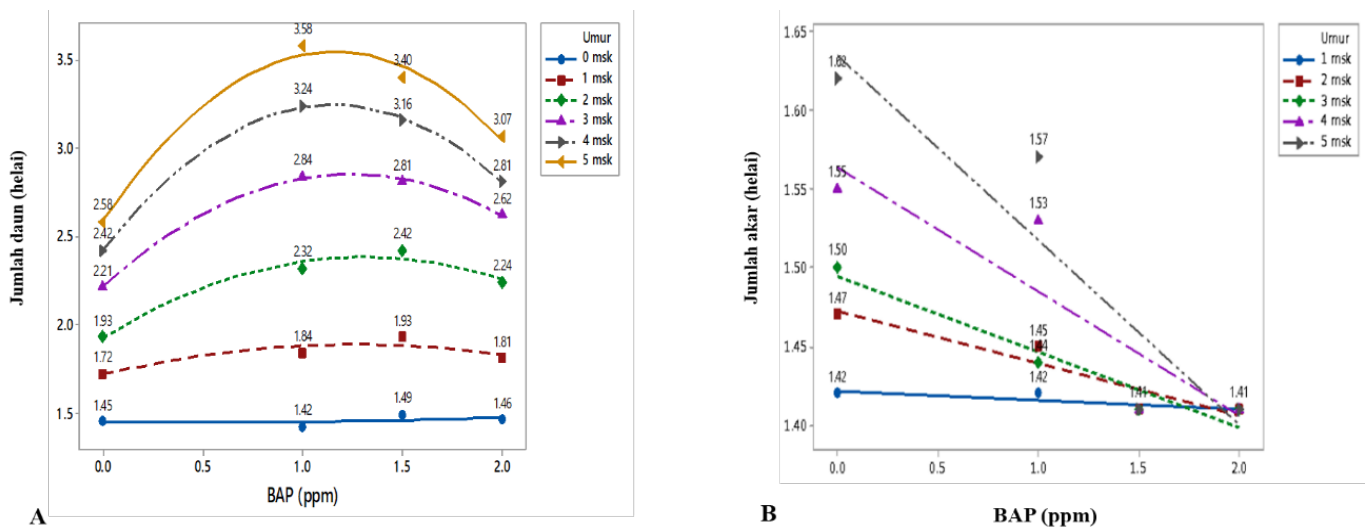 3.5
3.0
2.5
2.0
1.5
Jumlah daun (helai)
3.58
3.40
3.24
3.16
3.07
2.84
2.81
2.81
2.62
2.58
2.42
2.42
2.32
2.24
2.21
1.93
1.93
1.84
1.81
1.72
1.49
1.46
1.45
1.42
0.0 0.5 1.0 1.5 2.0
BAP (ppm)
A
Umur
0 msk
1 msk
2 msk
3 msk
4 msk
5 msk
1.65
1.60
1.55
1.50
1.45
1.40
Jumlah akar (helai)
1.62
1.57
1.55
1.53
1.50
1.47
1.45
1.44
1.42
1.42
1.41
1.41
0.0 0.5 1.0 1.5 2.0
BAP (ppm)
B
Umur
1 msk
2 msk
3 msk
4 msk
5 msk